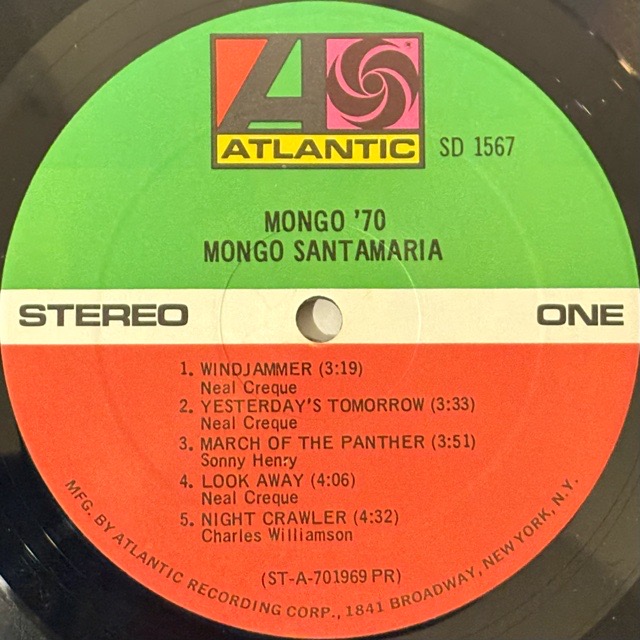 ATLANTIC
SD 1567
MONGO '70
MONGO SANTAMARIA
STEREO
ONE
1. WINDJAMMER (3:19)
Neal Creque
2. YESTERDAY'S TOMORROW (3:33)
Neal Creque
3. MARCH OF THE PANTHER (3:51)
Sonny Henry
4. LOOK AWAY (4:06)
Neal Creque
5. NIGHT CRAWLER (4:32)
Charles Williamson
(ST-A-701969 PR)
MFG. BY ATLANTIC RECORDING CORP., 1841 BROADWAY, NEW YORK, N.Y.